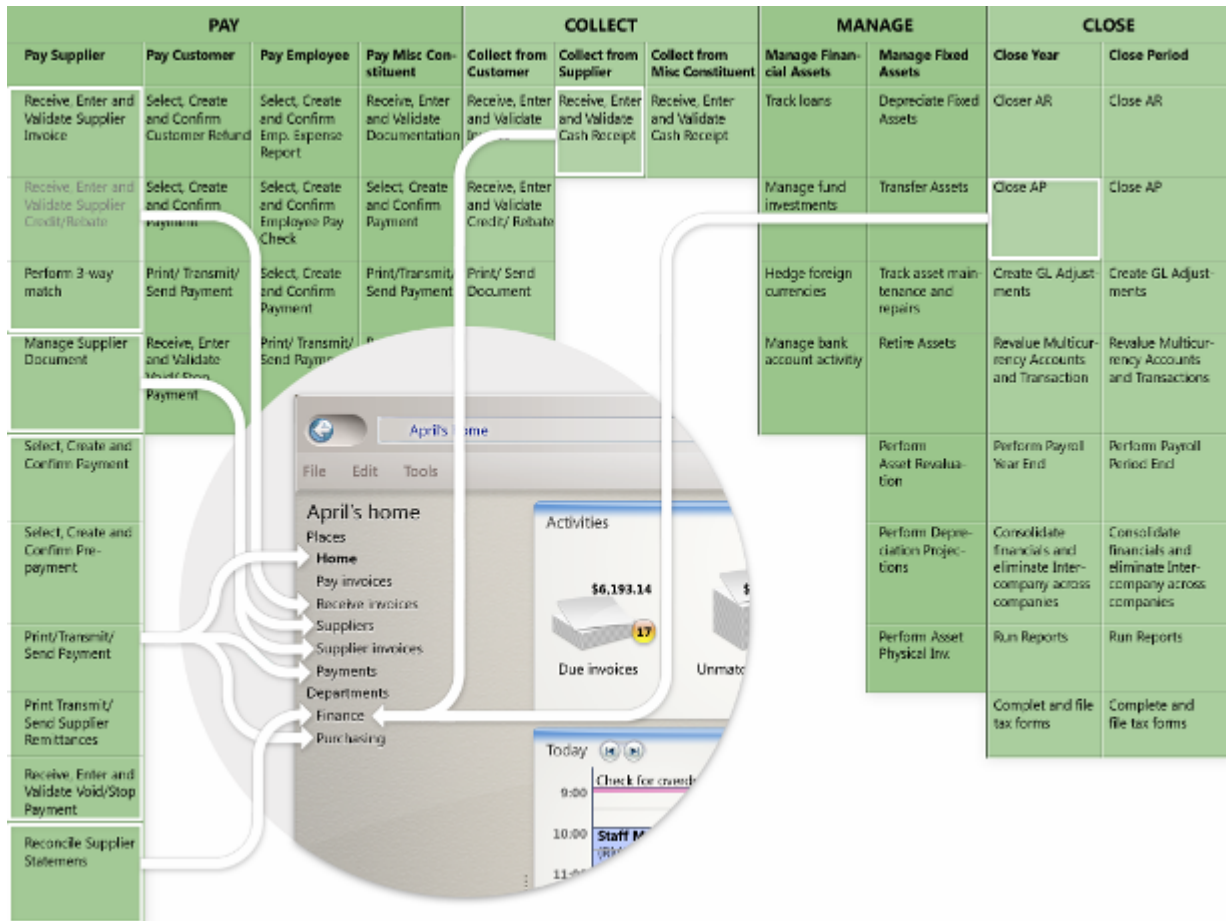 PAY
COLLECT
MANAGE
CLOSE
Pay Supplier
Pay Customer
Pay Employee
Pay Misc Con-
stituent
Collect from
Customer
Collect from
Supplier
Collect from
Misc Constituent
Manage Finan-
cial Assets
Manage Fixed
Assets
Close Year
Close Period
Receive, Enter and
Validate Supplier
Invoice
Select, Create
and Confirm
Customer Refund
Select, Create
and Confirm
Emp. Expense
Report
Receive, Enter
and Validate
Documentation
Receive, Enter
and Validate
Receive, Enter
and Validate
Cash Receipt
Receive, Enter
and Validate
Cash Receipt
Track loans
Depreciate Fixed
Assets
Closer AR
Close AR
Receive, Enter and
Validate Supplier
Credit/Rebate
Select, Create
and Confirm
Payment
Select, Create
and Confirm
Employee Pay
Check
Select, Create
and Confirm
Payment
Receive, Enter
and Validate
Credit/ Rebate
Manage fund
investments
Transfer Assets
Close AP
Close AP
Perform 3-way
match
Print/ Transmit/
Send Payment
Select, Create
and Confirm
Payment
Print/Transmit/
Send Payment
Print/ Send
Document
Hedge foreign
currencies
Track asset main-
tenance and
repairs
Create GL Adjust-
ments
Create GL Adjust-
ments
Manage Supplier
Document
Receive, Enter
and Validate
Void/ Stop
Payment
Print/ Transmit/
Send
Manage bank
account activitiy
Retire Assets
Revalue Multicur-
rency Accounts
and Transaction
Revalue Multicur-
rency Accounts
and Transactions
Select, Create and
Confirm Payment
Perform
Asset Revalua-
tion
Perform Payroll
Year End
Perform Payroll
Period End
Select, Create and
Confirm Pre-
payment
Perform Depre-
ciation Projec-
tions
Consolidate
financials and
eliminate Inter-
company across
companies
Consolidate
financials and
eliminate Inter-
company across
companies
Print/Transmit/
Send Payment
Perform Asset
Physical Inv.
Run Reports
Run Reports
Print Transmit/
Send Supplier
Remittances
Complet and file
tax forms
Complete and
file tax forms
Receive, Enter and
Validate Void/Stop
Payment
Reconcile Supplier
Statemens
April's home
File Edit Tools
April's home
Places
Home
Pay invoices
Receive invoices
Suppliers
Supplier invoices
Payments
Departments
Finance
Purchasing
Activities
$6,193.14
17
Due invoices
Today
Check for
9:00
10:00 Staff